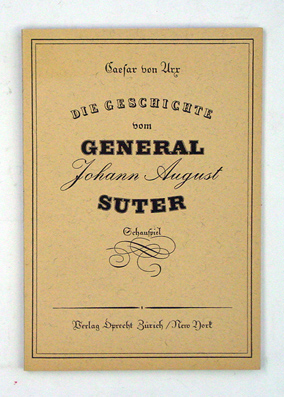 Caesar von Arx
DIE GESCHICHTE
vom
GENERAL
Johann August
SUTER
Schauspiel
Verlag Oprecht Zürich / New York